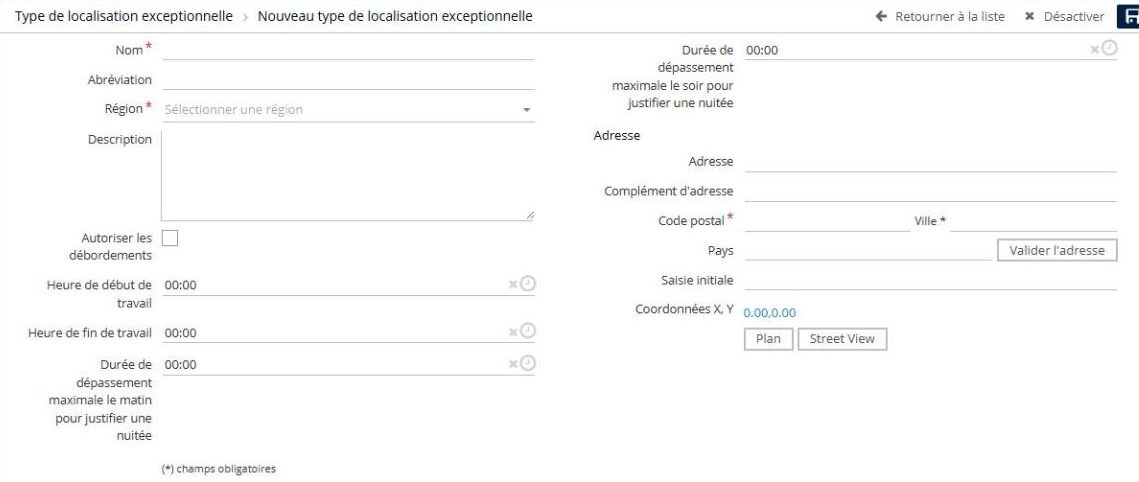 Type de localisation exceptionnelle > Nouveau type de localisation exceptionnelle
Retourner à la liste
Désactiver
Nom *
Abréviation
Région * Sélectionner une région
Description
Autoriser les
débordements
Heure de début de 00:00
travail
Heure de fin de travail 00:00
Durée de 00:00
dépassement
maximale le matin
pour justifier une
nuitée
(*) champs obligatoires
Durée de 00:00
dépassement
maximale le soir pour
justifier une nuitée
Adresse
Adresse
Complément d'adresse
Code postal * Ville *
Pays Valider l'adresse
Saisie initiale
Coordonnées X, Y 0.00,0.00
Plan Street View